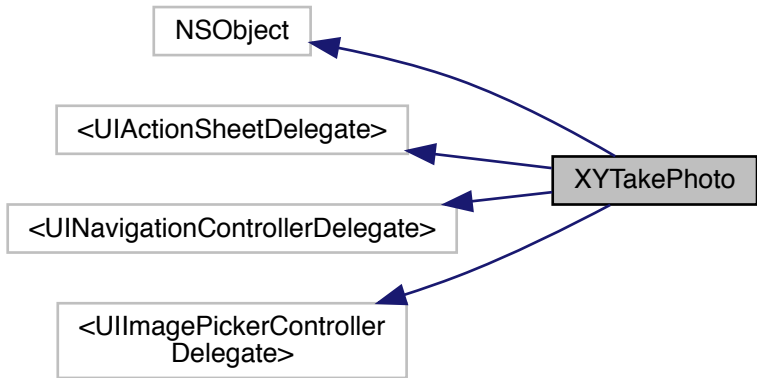 NSObject
<UIActionSheetDelegate>
XYTakePhoto
<UINavigationControllerDelegate>
<UIImagePickerController
Delegate>